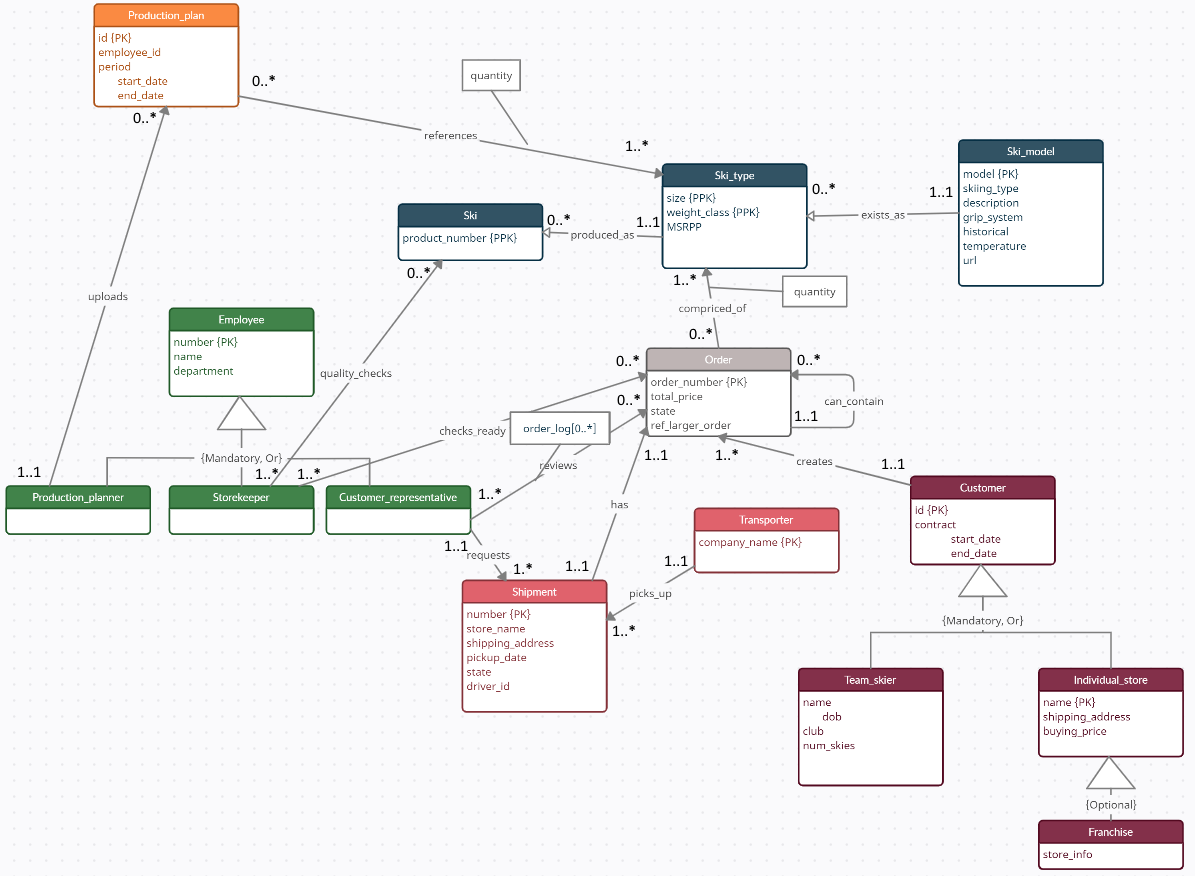 Production_plan
id {PK}
employee_id
period
start_date
end_date
0..*
0..*
quantity
references
1..*
Ski_type
size {PPK}
weight_class {PPK}
MSRPP
0..*
exists_as
1..1
Ski_model
model {PK}
skiing_type
description
grip_system
historical
temperature
url
Ski
product_number {PPK}
0..*
produced_as
1..1
0..*
1..*
quantity
compriced_of
0..*
uploads
Employee
number {PK}
name
department
quality_checks
0..*
Order
order_number {PK}
total_price
state
ref_larger_order
0..*
can_contain
1..1
0..*
checks_ready
order_log[0..*]
reviews
{Mandatory, Or}
1..1
1..*
1..*
Production_planner
Storekeeper
Customer_representative
1..*
1..1
requests
1.*
has
1..1
1..1
1..*
creates
1..1
Customer
id {PK}
contract
start_date
end_date
Transporter
company_name {PK}
1..1
picks_up
1..*
Shipment
number {PK}
store_name
shipping_address
pickup_date
state
driver_id
{Mandatory, Or}
Team_skier
name
dob
club
num_skies
Individual_store
name {PK}
shipping_address
buying_price
{Optional}
Franchise
store_info